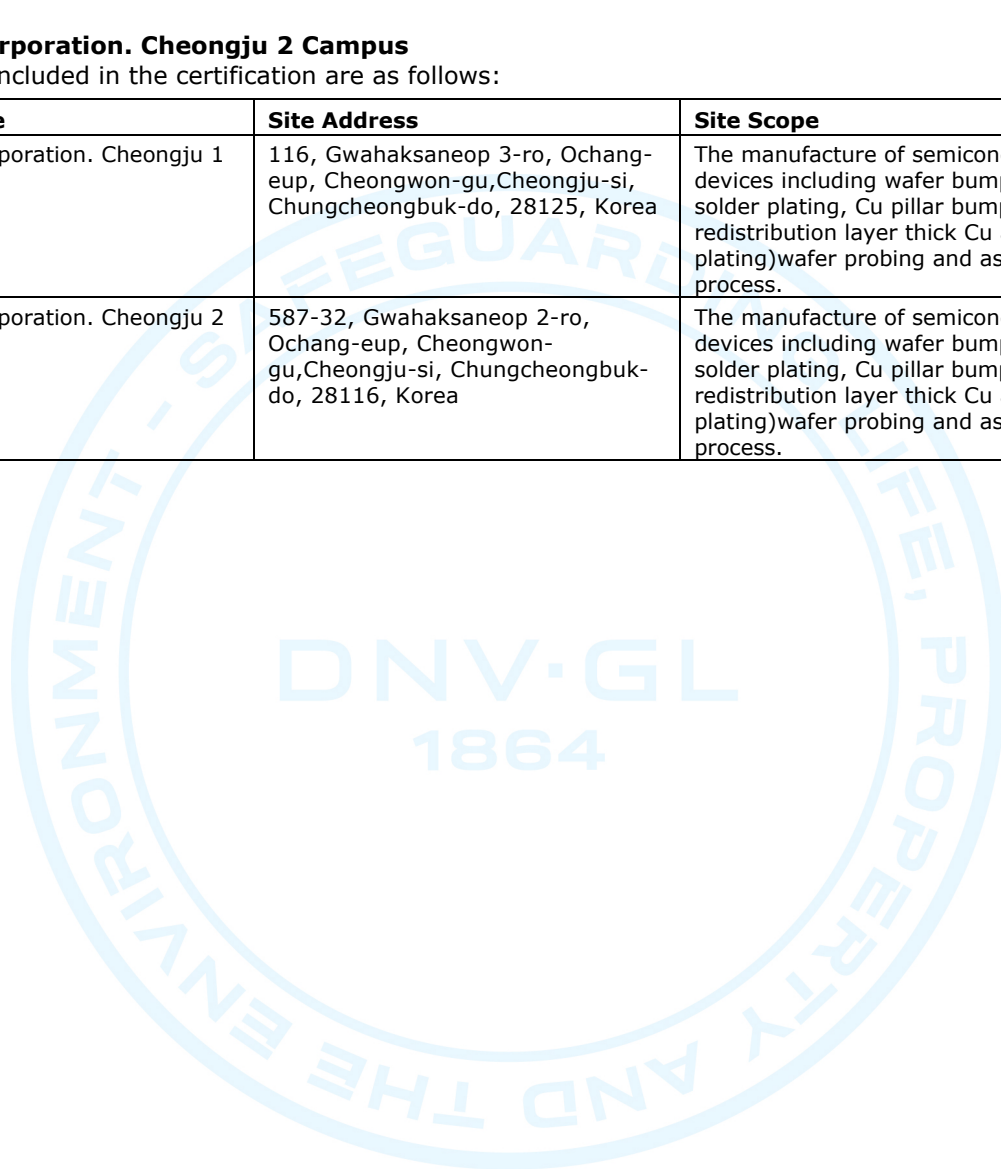 rporation. Cheongju 2 Campus
ncluded in the certification are as follows:
e Site Address Site Scope
poration. Cheongju 1 116, Gwahaksaneop 3-ro, Ochang- The manufacture of semicon
eup, Cheongwon-gu,Cheongju-si, devices including wafer bum
Chungcheongbuk-do, 28125, Korea solder plating, Cu pillar bum
redistribution layer thick Cu
plating)wafer probing and as
process.
poration. Cheongju 2 587-32, Gwahaksaneop 2-ro, The manufacture of semicon
Ochang-eup, Cheongwon- devices including wafer bum
gu,Cheongju-si, Chungcheongbuk- solder plating, Cu pillar bum
do, 28116, Korea redistribution layer thick Cu
plating)wafer probing and as
process.
SAFEGUARDING LIFE, PROPERTY AND THE ENVIRONMENT -
DNV·GL
1864